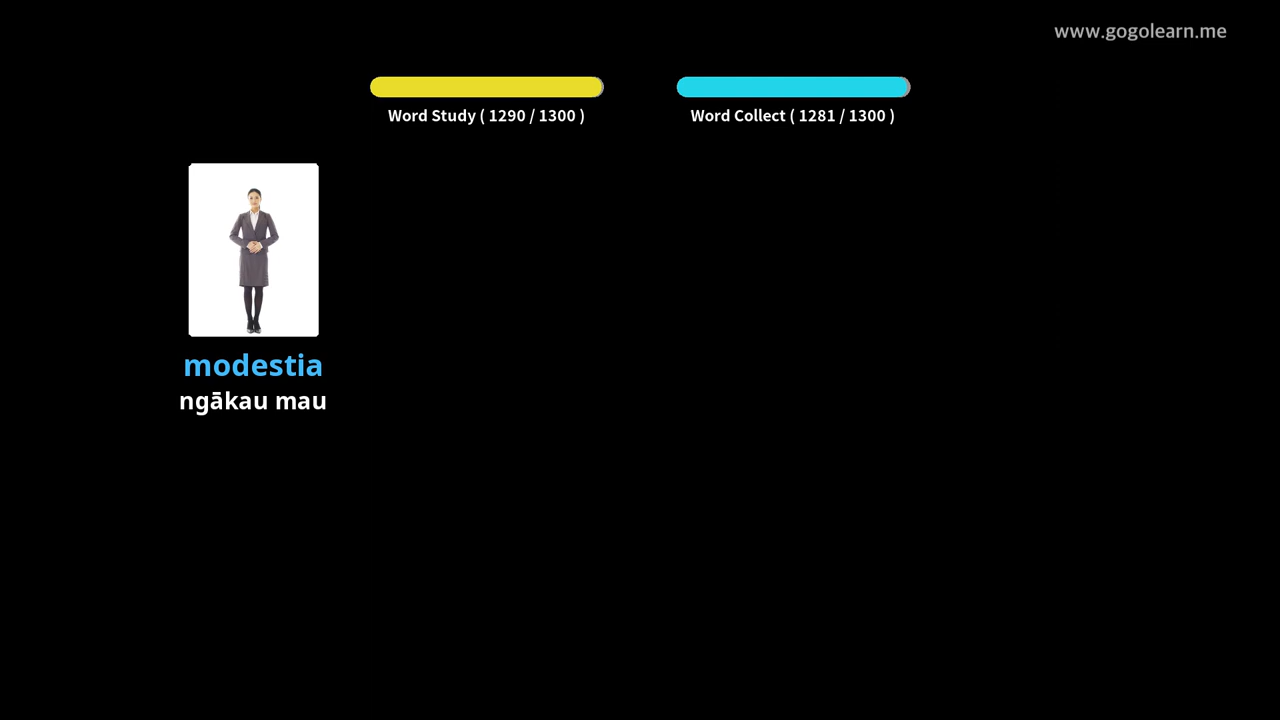 www.gogolearn.me
Word Study ( 1290 / 1300 )
Word Collect ( 1281 / 1300 )
modestia
ngākau mau